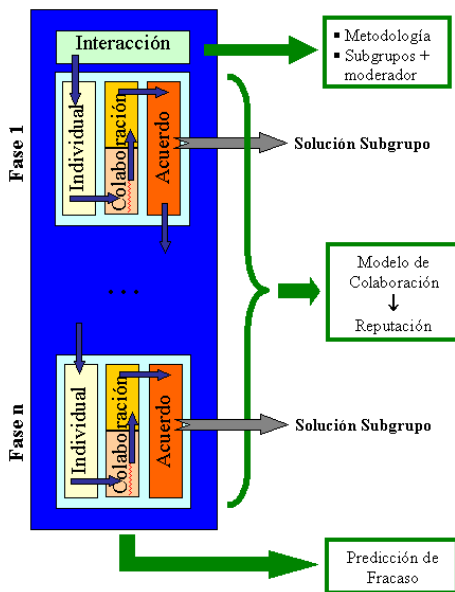 Interacción
Fase 1
Individual
Colaboración
Acuerdo
▪ Metodología
▪ Subgrupos +
moderador
Solución Subgrupo
...
Modelo de
Colaboración
↓
Reputación
Fase n
Individual
Colaboración
Acuerdo
Solución Subgrupo
Predicción de
Fracaso